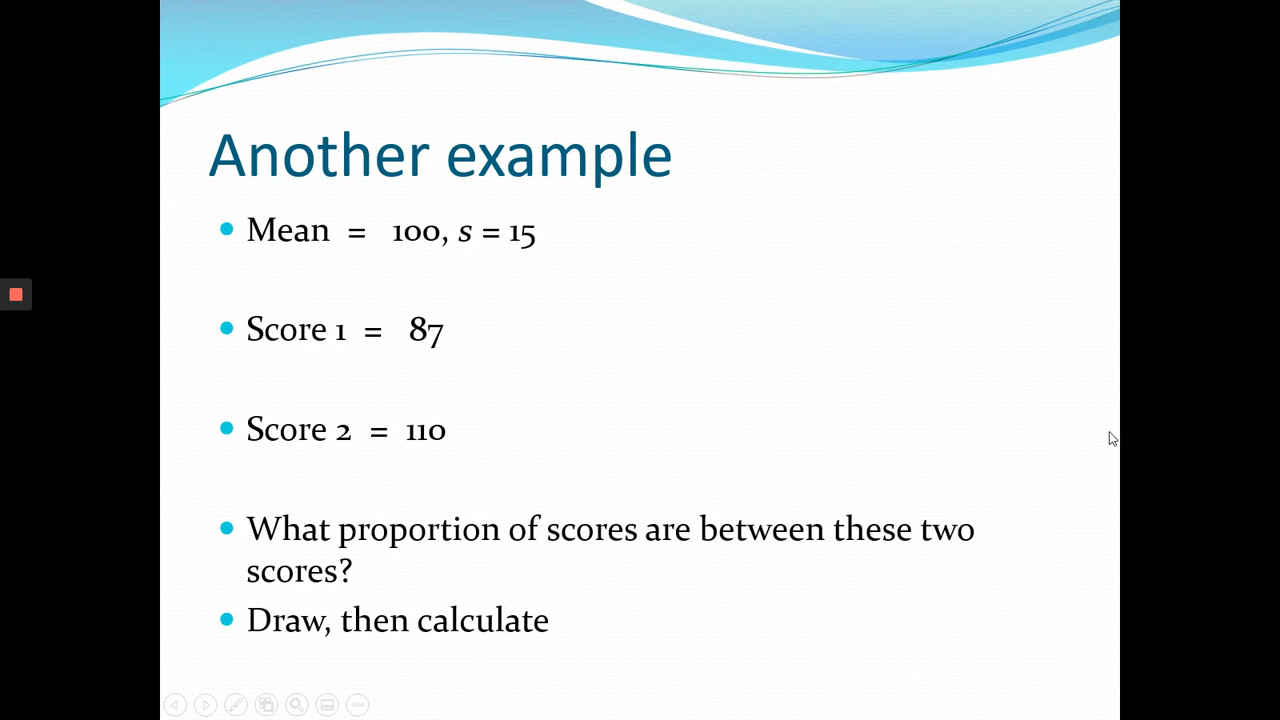 Another example
Mean = 100, s = 15
Score 1 = 87
Score 2 = 110
What proportion of scores are between these two
scores?
Draw, then calculate